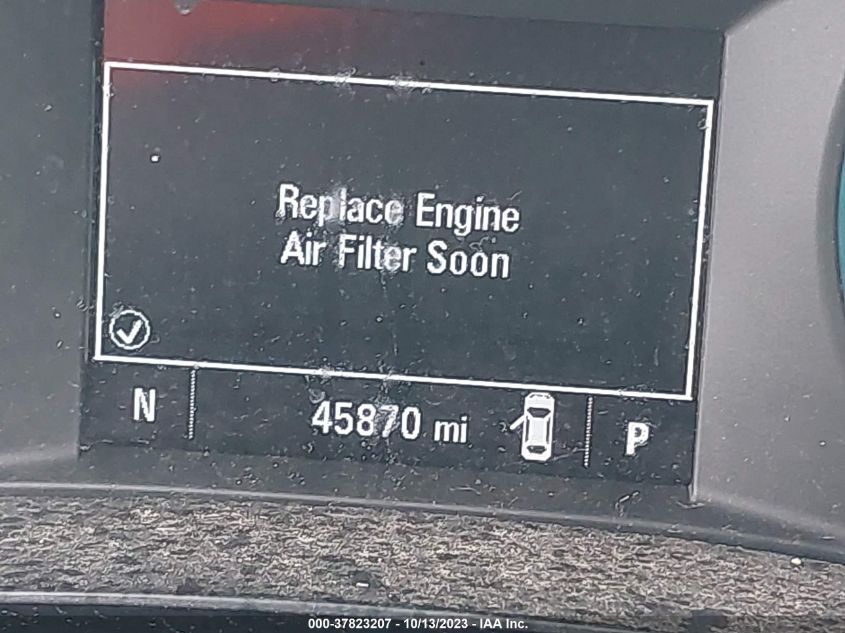 Replace Engine
Air Filter Soon
N
45870 mi
P
000-37823207 - 10/13/2023 - IAA Inc.